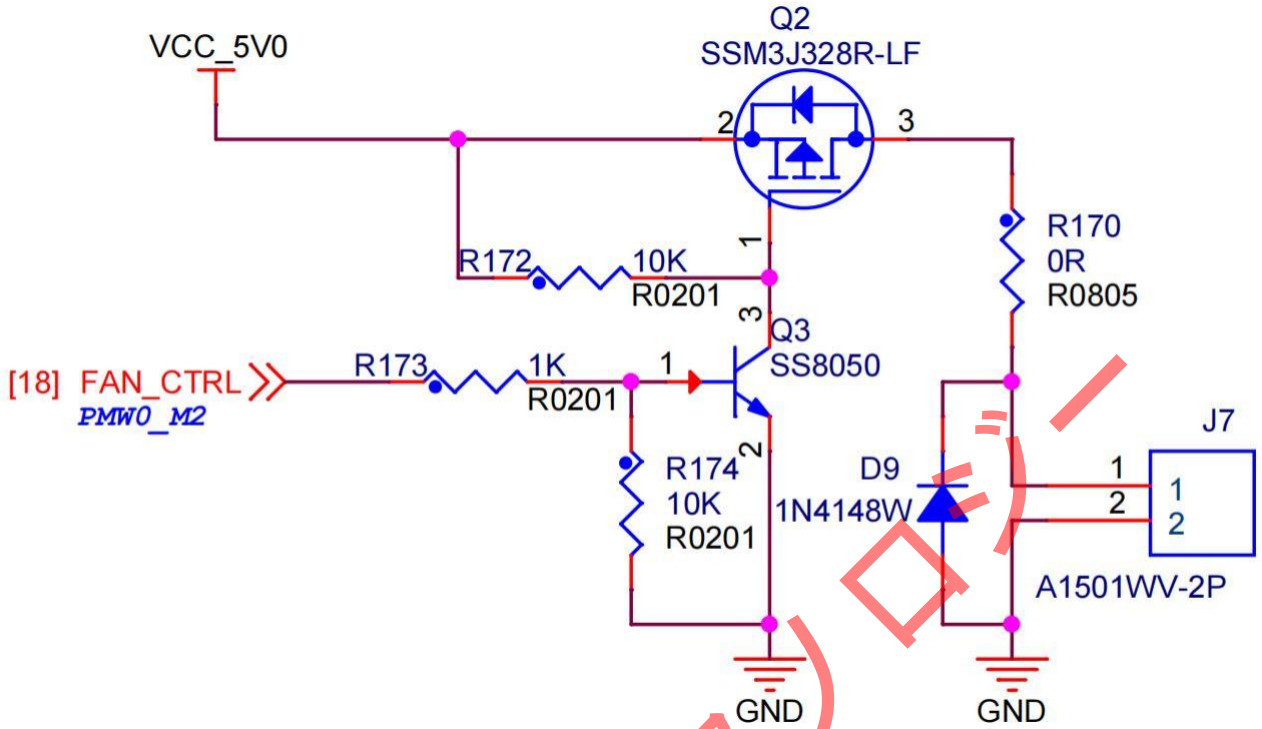 Q2
SSM3J328R-LF
VCC_5V0
2
3
1
R172
10K
R0201
R170
0R
R0805
3
Q3
SS8050
[18] FAN_CTRL
PMW0_M2
R173
1K
R0201
1
2
R174
10K
R0201
D9
1N4148W
J7
1
1
2
2
A1501WV-2P
GND
GND